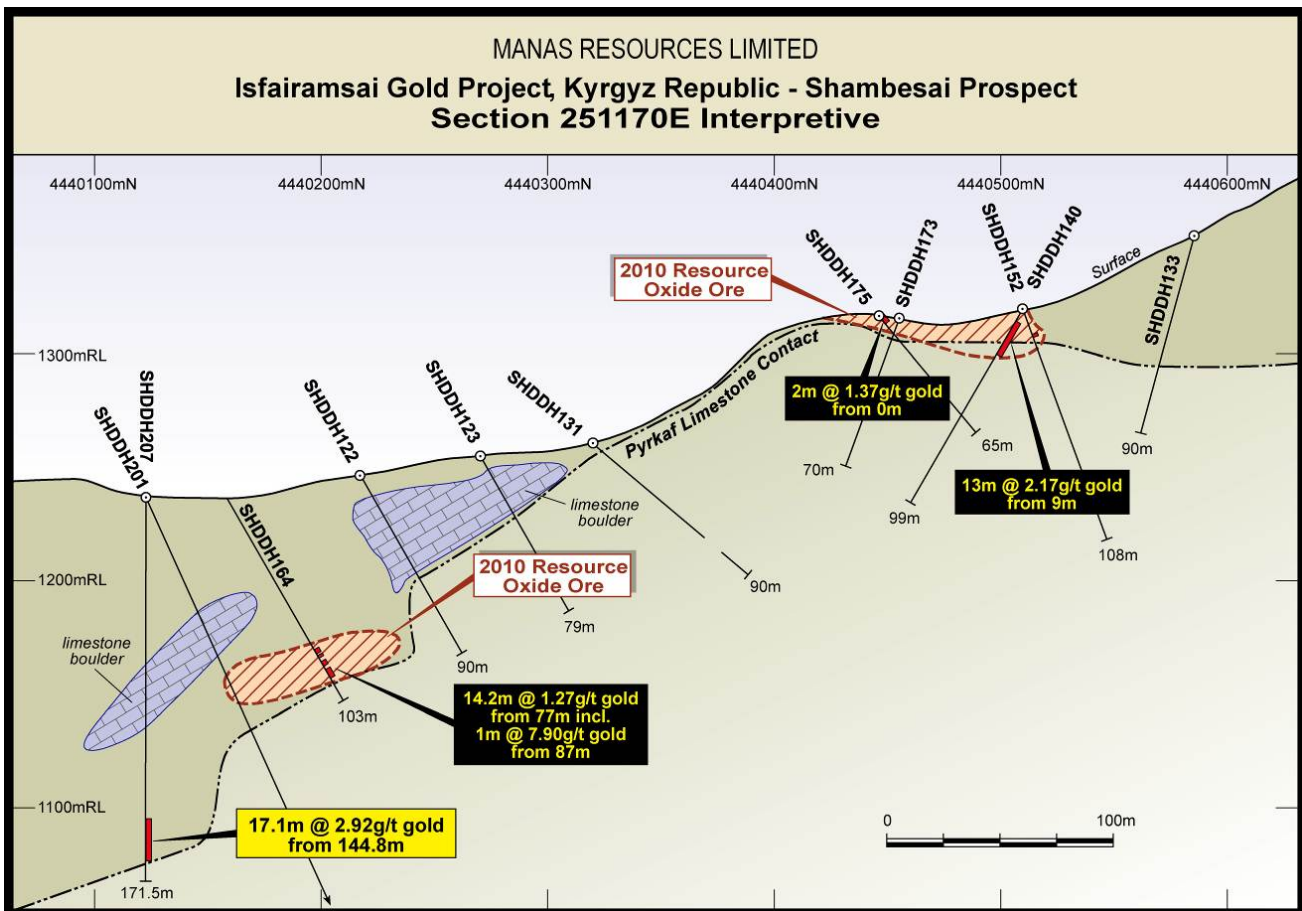 MANAS RESOURCES LIMITED
Isfairamsai Gold Project, Kyrgyz Republic - Shambesai Prospect
Section 251170E Interpretive
4440100mN
4440200mN
4440300mN
4440400mN
4440500mN
4440600mN
1300mRL
1200mRL
1100mRL
SHDDH201
SHDDH207
SHDDH164
SHDDH122
SHDDH123
SHDDH131
SHDDH175
SHDDH173
SHDDH152
SHDDH140
SHDDH133
Surface
2010 Resource
Oxide Ore
Pyrkaf Limestone Contact
2m @ 1.37g/t gold
from 0m
13m @ 2.17g/t gold
from 9m
70m
65m
99m
108m
90m
limestone
boulder
2010 Resource
Oxide Ore
90m
79m
90m
limestone
boulder
103m
14.2m @ 1.27g/t gold
from 77m incl.
1m @ 7.90g/t gold
from 87m
17.1m @ 2.92g/t gold
from 144.8m
171.5m
0
100m